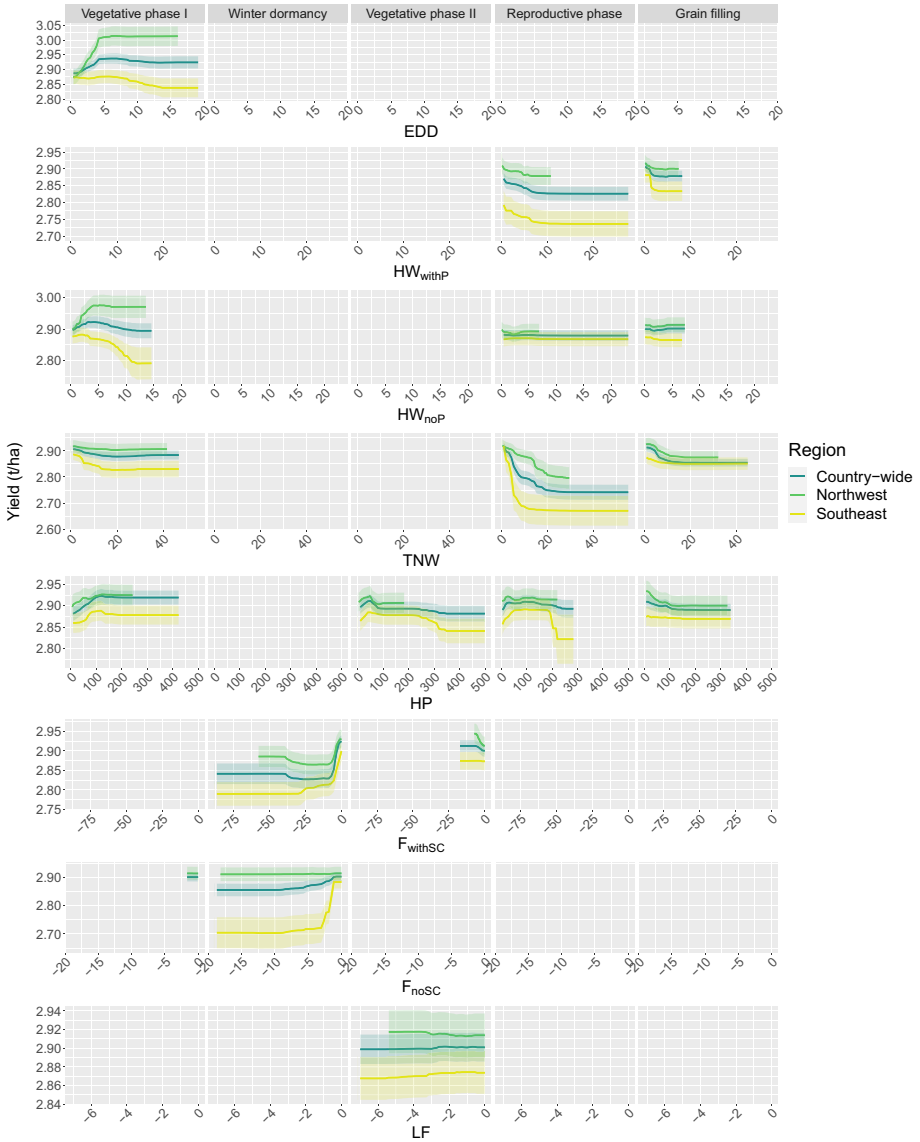 Vegetative phase I Winter dormancy Vegetative phase II Reproductive phase Grain filling
3.05
3.00
2.95
2.90
2.85
2.80
0 5 10 15 20 0 5 10 15 20 0 5 10 15 20 0 5 10 15 20 0 5 10 15 20
EDD
2.95
2.90
2.85
2.80
2.75
2.70
0 10 20 0 10 20 0 10 20 0 10 20 0 10 20
HWwithP
3.00
2.90
2.80
0 5 10 15 20 0 5 10 15 20 0 5 10 15 20 0 5 10 15 20 0 5 10 15 20
HWnoP
2.90
2.80
2.70
2.60
0 20 40 0 20 40 0 20 40 0 20 40 0 20 40
TNW
Yield (t/ha)
Region
Country-wide
Northwest
Southeast
2.95
2.90
2.85
2.80
0 100 200 300 400 500 0 100 200 300 400 500 0 100 200 300 400 500 0 100 200 300 400 500 0 100 200 300 400 500
HP
2.95
2.90
2.85
2.80
2.75
−75 −50 −25 0 −75 −50 −25 0 −75 −50 −25 0 −75 −50 −25 0 −75 −50 −25 0
FwithSC
2.90
2.80
2.70
−20 −15 −10 −5 0 −20 −15 −10 −5 0 −20 −15 −10 −5 0 −20 −15 −10 −5 0 −20 −15 −10 −5 0
FnoSC
2.94
2.92
2.90
2.88
2.86
2.84
−6 −4 −2 0 −6 −4 −2 0 −6 −4 −2 0 −6 −4 −2 0 −6 −4 −2 0
LF